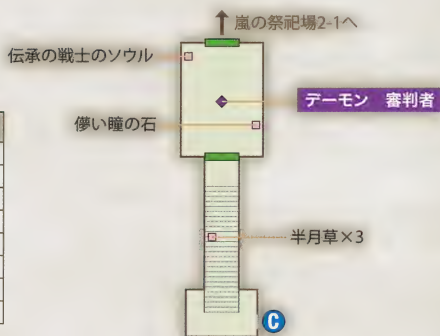 嵐の祭祀場2-1へ
伝承の戦士のソウル
デーモン 審判者
儚い瞳の石
半月草×3
C